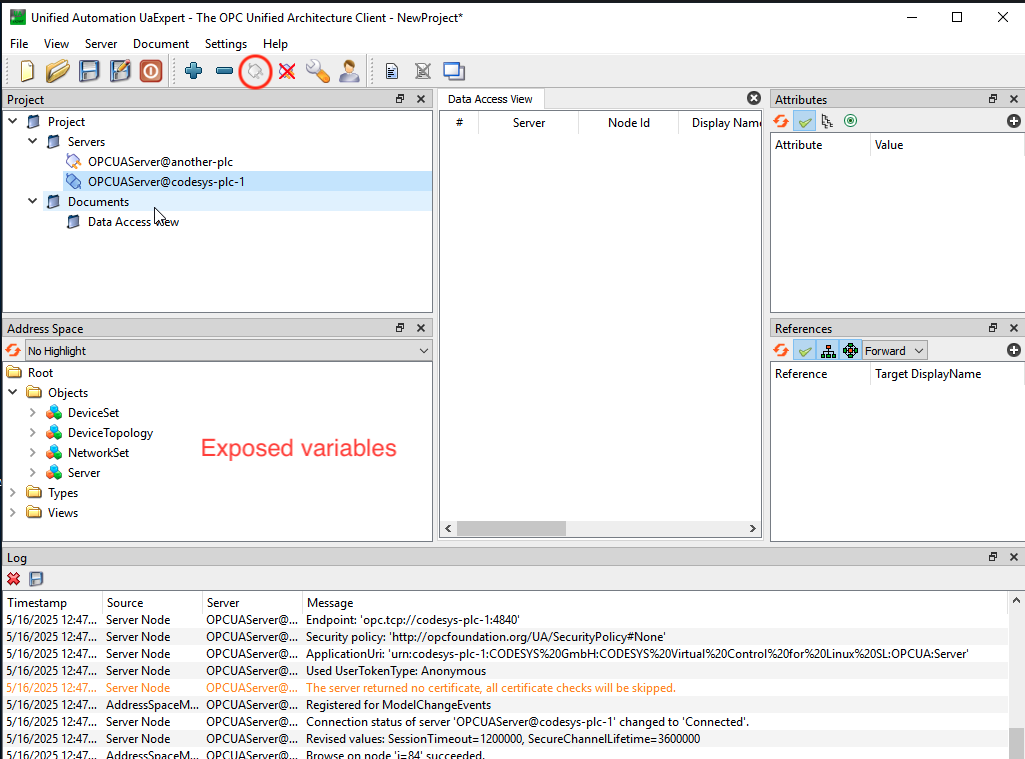 Unified Automation UaExpert - The OPC Unified Architecture Client - NewProject*
File View Server Document Settings Help
Project
Project
Servers
OPCUAServer@another-plc
OPCUAServer@codesys-plc-1
Documents
Data Access View
Address Space
No Highlight
Root
Objects
DeviceSet
DeviceTopology
NetworkSet
Server
Types
Views
Exposed variables
Data Access View
# Server Node Id Display Name
Attributes
Attribute Value
References
Forward
Reference Target DisplayName
Log
Timestamp Source Server Message
5/16/2025 12:47... Server Node OPCUAServer@... Endpoint: 'opc.tcp://codesys-plc-1:4840'
5/16/2025 12:47... Server Node OPCUAServer@... Security policy: 'http://opcfoundation.org/UA/SecurityPolicy#None'
5/16/2025 12:47... Server Node OPCUAServer@... ApplicationUri: 'urn:codesys-plc-1:CODESYS%20GmbH:CODESYS%20Virtual%20Control%20for%20Linux%20SL:OPCUA:Server'
5/16/2025 12:47... Server Node OPCUAServer@... Used UserTokenType: Anonymous
5/16/2025 12:47... Server Node OPCUAServer@... The server returned no certificate, all certificate checks will be skipped.
5/16/2025 12:47... AddressSpaceM... OPCUAServer@... Registered for ModelChangeEvents
5/16/2025 12:47... Server Node OPCUAServer@... Connection status of server 'OPCUAServer@codesys-plc-1' changed to 'Connected'.
5/16/2025 12:47... Server Node OPCUAServer@... Revised values: SessionTimeout=1200000, SecureChannelLifetime=3600000
5/16/2025 12:47... AddressSpaceM... OPCUAServer@... Browse on node 'i=84' succeeded.